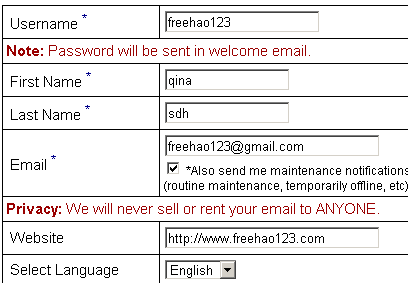 Username * freehao123
Note: Password will be sent in welcome email.
First Name * qina
Last Name * sdh
Email * freehao123@gmail.com
*Also send me maintenance notifications
(routine maintenance, temporarily offline, etc)
Privacy: We will never sell or rent your email to ANYONE.
Website http://www.freehao123.com
Select Language English